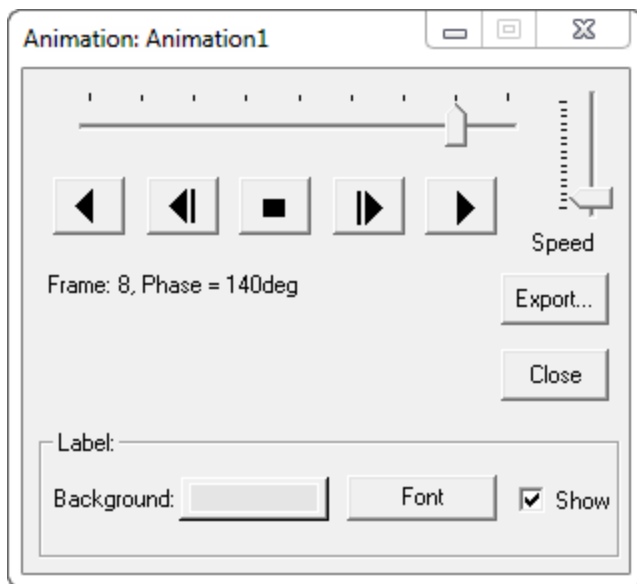 Animation: Animation1
Speed
Frame: 8, Phase = 140deg
Export...
Close
Label:
Background:
Font
Show